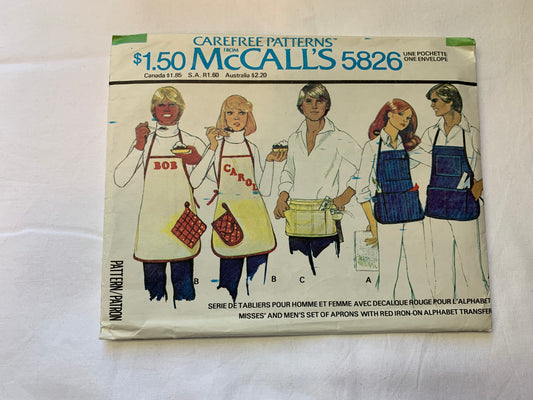 CAREFREE PATTERNS™
$1.50 FROM McCALL'S 5826 UNE POCHETTE
ONE ENVELOPE
Canada $1.85 S.A. R1.60 Australia $2.20
BOB
CAROL
B
B
C
A
PATTERN/PATRON
SERIE DE TABLIERS POUR HOMME ET FEMME AVEC DECALQUE ROUGE POUR L'ALPHABET
MISSES' AND MEN'S SET OF APRONS WITH RED IRON-ON ALPHABET TRANSFER